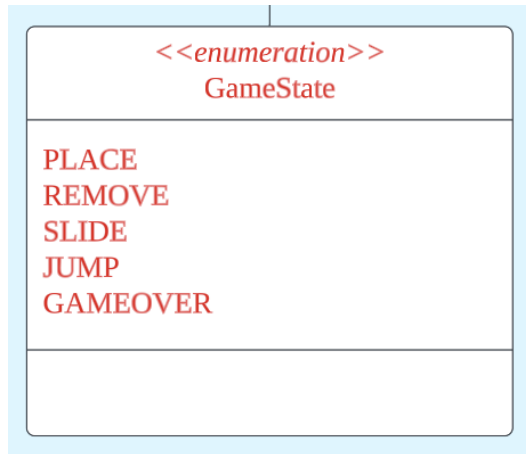 <<enumeration>>
GameState
PLACE
REMOVE
SLIDE
JUMP
GAMEOVER